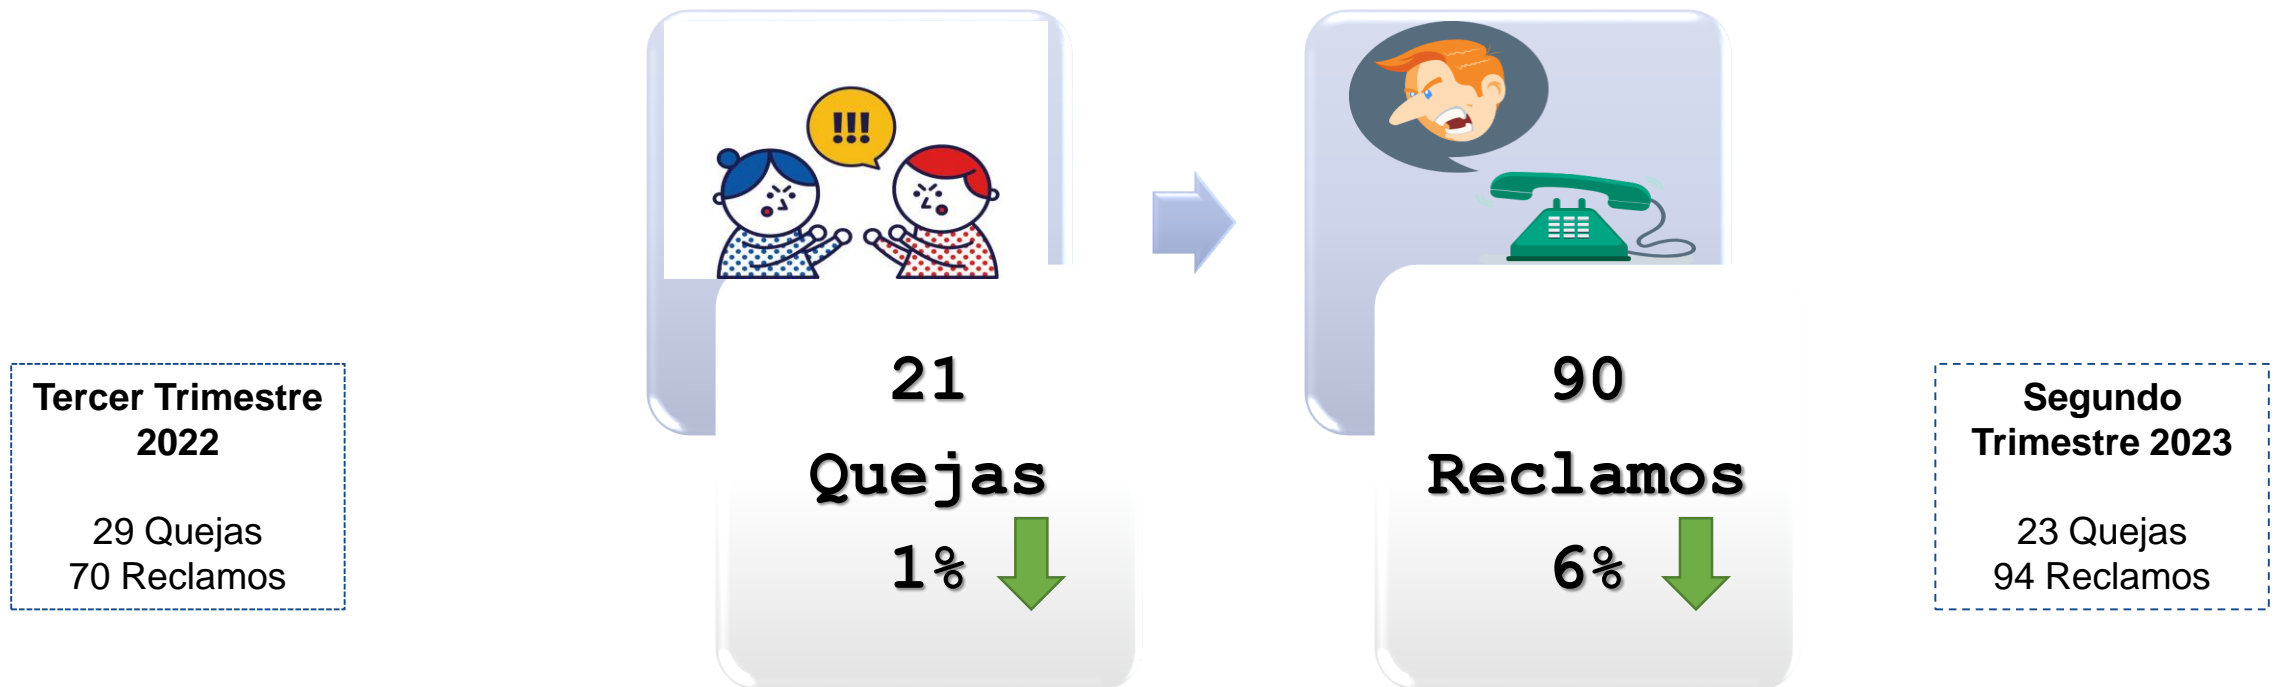 !!!
Tercer Trimestre
2022
29 Quejas
70 Reclamos
21
Quejas
1%
90
Reclamos
6%
Segundo
Trimestre 2023
23 Quejas
94 Reclamos